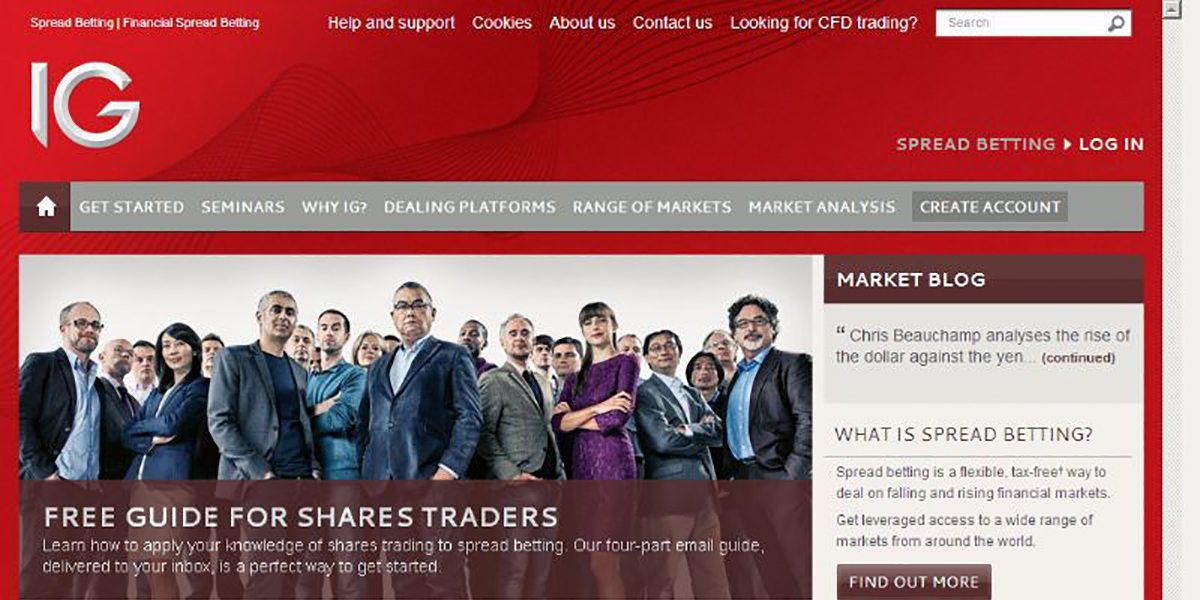 Spread Betting | Financial Spread Betting
Help and support Cookies About us Contact us Looking for CFD trading? Search
IG
SPREAD BETTING LOG IN
GET STARTED SEMINARS WHY IG? DEALING PLATFORMS RANGE OF MARKETS MARKET ANALYSIS CREATE ACCOUNT
FREE GUIDE FOR SHARES TRADERS
Learn how to apply your knowledge of shares trading to spread betting. Our four-part email guide,
delivered to your inbox, is a perfect way to get started.
MARKET BLOG
“ Chris Beauchamp analyses the rise of
the dollar against the yen... (continued)
WHAT IS SPREAD BETTING?
Spread betting is a flexible, tax-free† way to
deal on falling and rising financial markets.
Get leveraged access to a wide range of
markets from around the world.
FIND OUT MORE